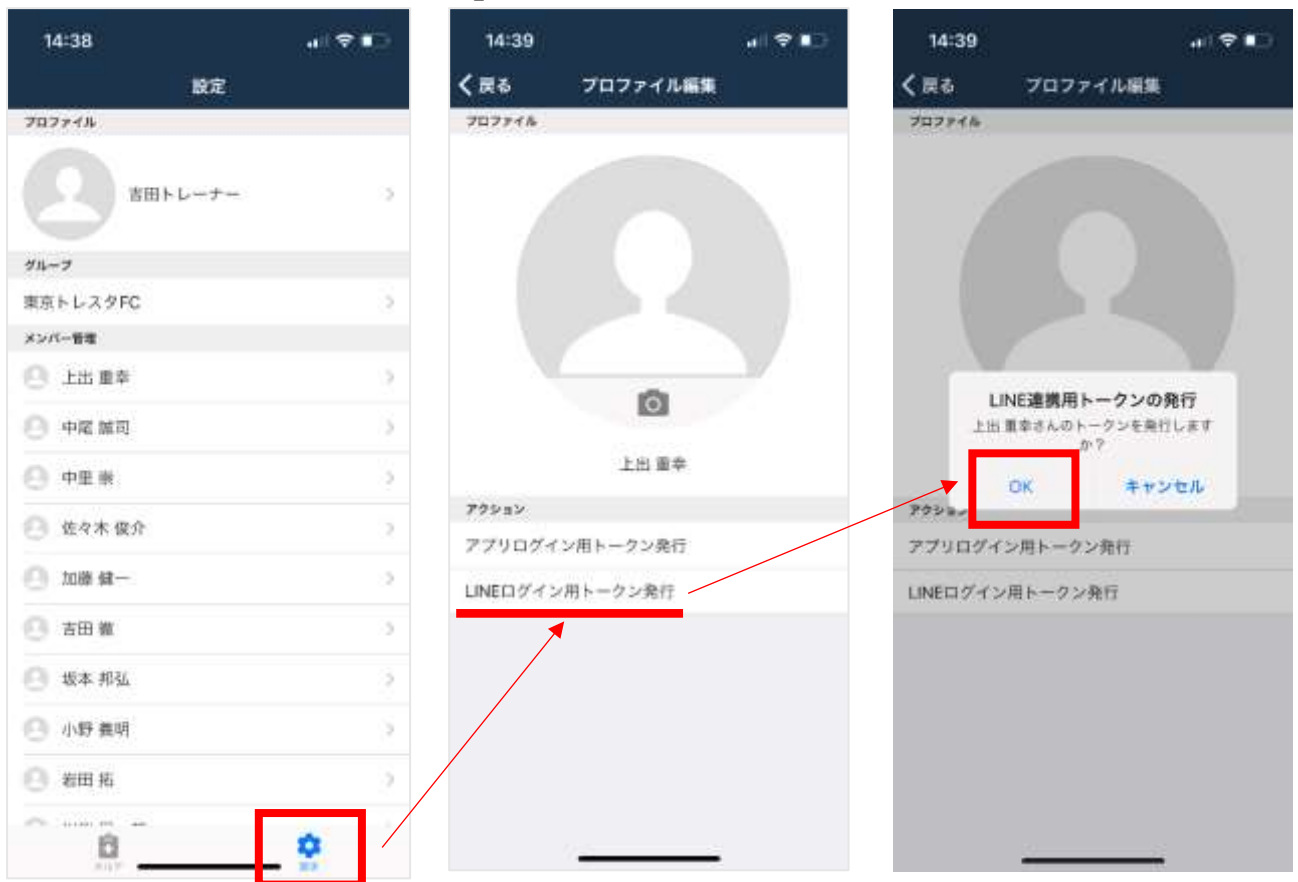 14:38
設定
プロファイル
吉田トレーナー
グループ
東京トレスタFC
メンバー管理
上出 重幸
中尾 誠司
中里 崇
佐々木 俊介
加藤 健一
吉田 徹
坂本 邦弘
小野 義明
岩田 拓
設定
14:39
戻る
プロファイル編集
プロファイル
上出 重幸
アクション
アプリログイン用トークン発行
LINEログイン用トークン発行
14:39
戻る
プロファイル編集
プロファイル
LINE連携用トークンの発行
上出 重幸さんのトークンを発行します
か？
OK
キャンセル
アクション
アプリログイン用トークン発行
LINEログイン用トークン発行